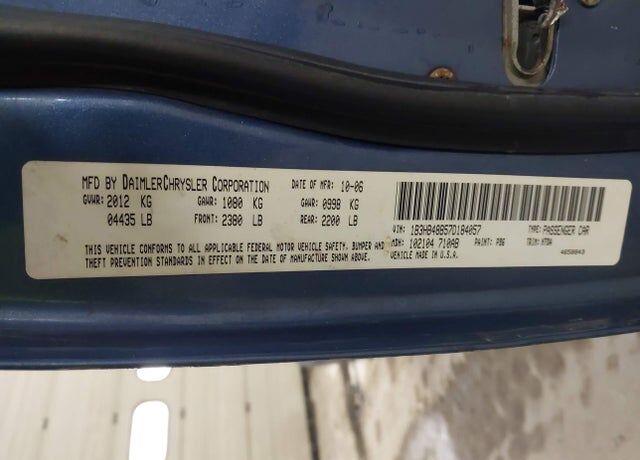 MFD BY DAIMLERCHRYSLER CORPORATION DATE OF MFR: 10-06
GVWR: 2012 KG GAWR: 1080 KG GAWR: 0998 KG
04435 LB FRONT: 2380 LB REAR: 2200 LB
THIS VEHICLE CONFORMS TO ALL APPLICABLE FEDERAL MOTOR VEHICLE SAFETY, BUMPER AND
THEFT PREVENTION STANDARDS IN EFFECT ON THE DATE OF MANUFACTURE SHOWN ABOVE.
VIN: 1B3HB48B57D184057 TYPE: PASSENGER CAR
MDH: 102104 710AB PAINT: PBG TRIM: H7DA
VEHICLE MADE IN U.S.A.